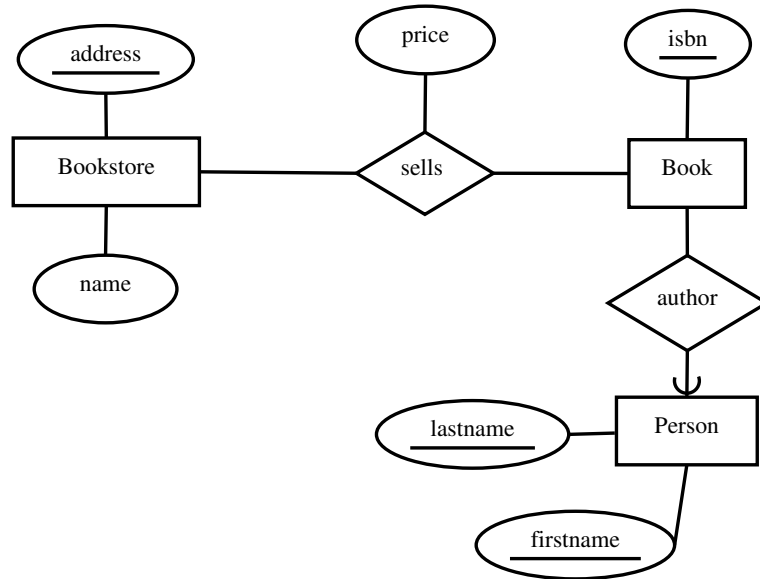 address
price
isbn
Bookstore
sells
Book
name
author
lastname
Person
firstname